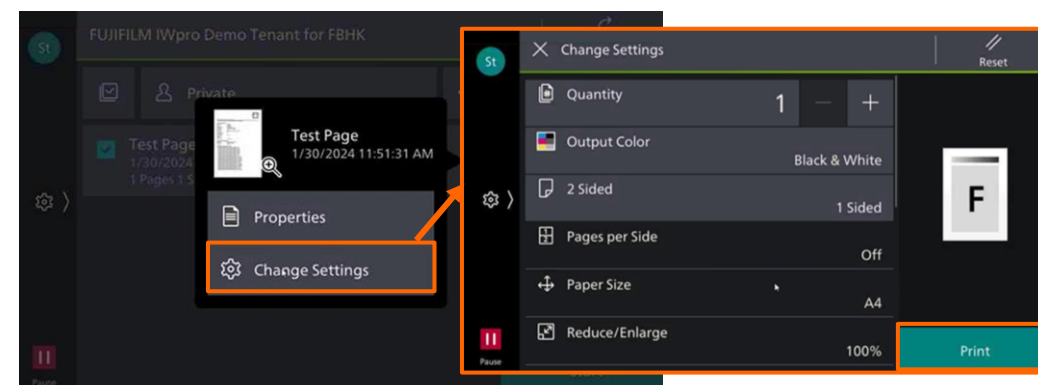 St
FUJIFILM IWpro Demo Tenant for FBHK
Private
Test Page
1/30/2024
1 Pages 1 S
Pause
Test Page
1/30/2024 11:51:31 AM
Properties
Change Settings
St
Change Settings
Reset
Quantity
1
Output Color
Black & White
2 Sided
1 Sided
Pages per Side
Off
Paper Size
A4
Reduce/Enlarge
100%
F
Pause
Print